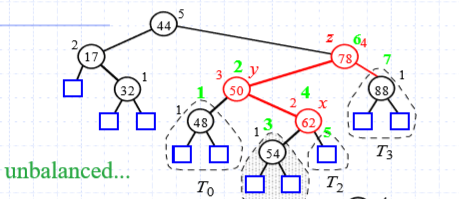 44 5
z 6 4
2 17 78 7
3 2 y 1
50 88
1 4
32 1
1 2 x
48 3 62
1 5
54
T3
unbalanced...
T0 T2